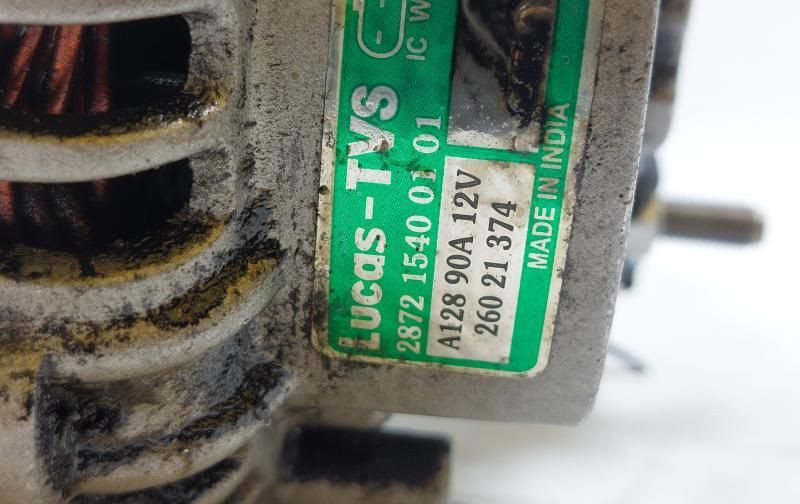 Lucas-TVS
IC W
2872 1540 01 01
A128 90A 12V
260 21 374
MADE IN INDIA